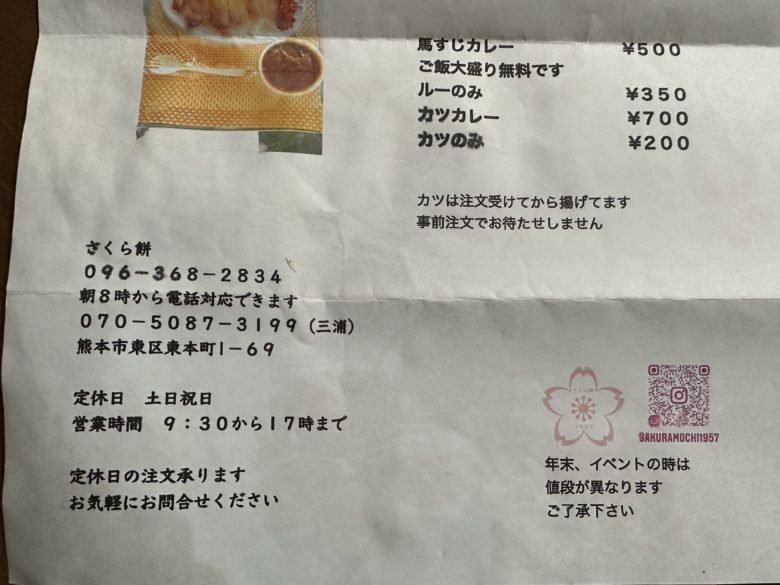 馬すじカレー ¥500
ご飯大盛り無料です
ルーのみ ¥350
カツカレー ¥700
カツのみ ¥200
カツは注文受けてから揚げてます
事前注文でお待たせしません
さくら餅
096-368-2834
朝8時から電話対応できます
070-5087-3199（三浦）
熊本市東区東本町1-69
定休日　土日祝日
営業時間　9:30から17時まで
定休日の注文承ります
お気軽にお問合せください
さくら餅
1957
SAKURAMOCHI1957
年末、イベントの時は
値段が異なります
ご了承下さい